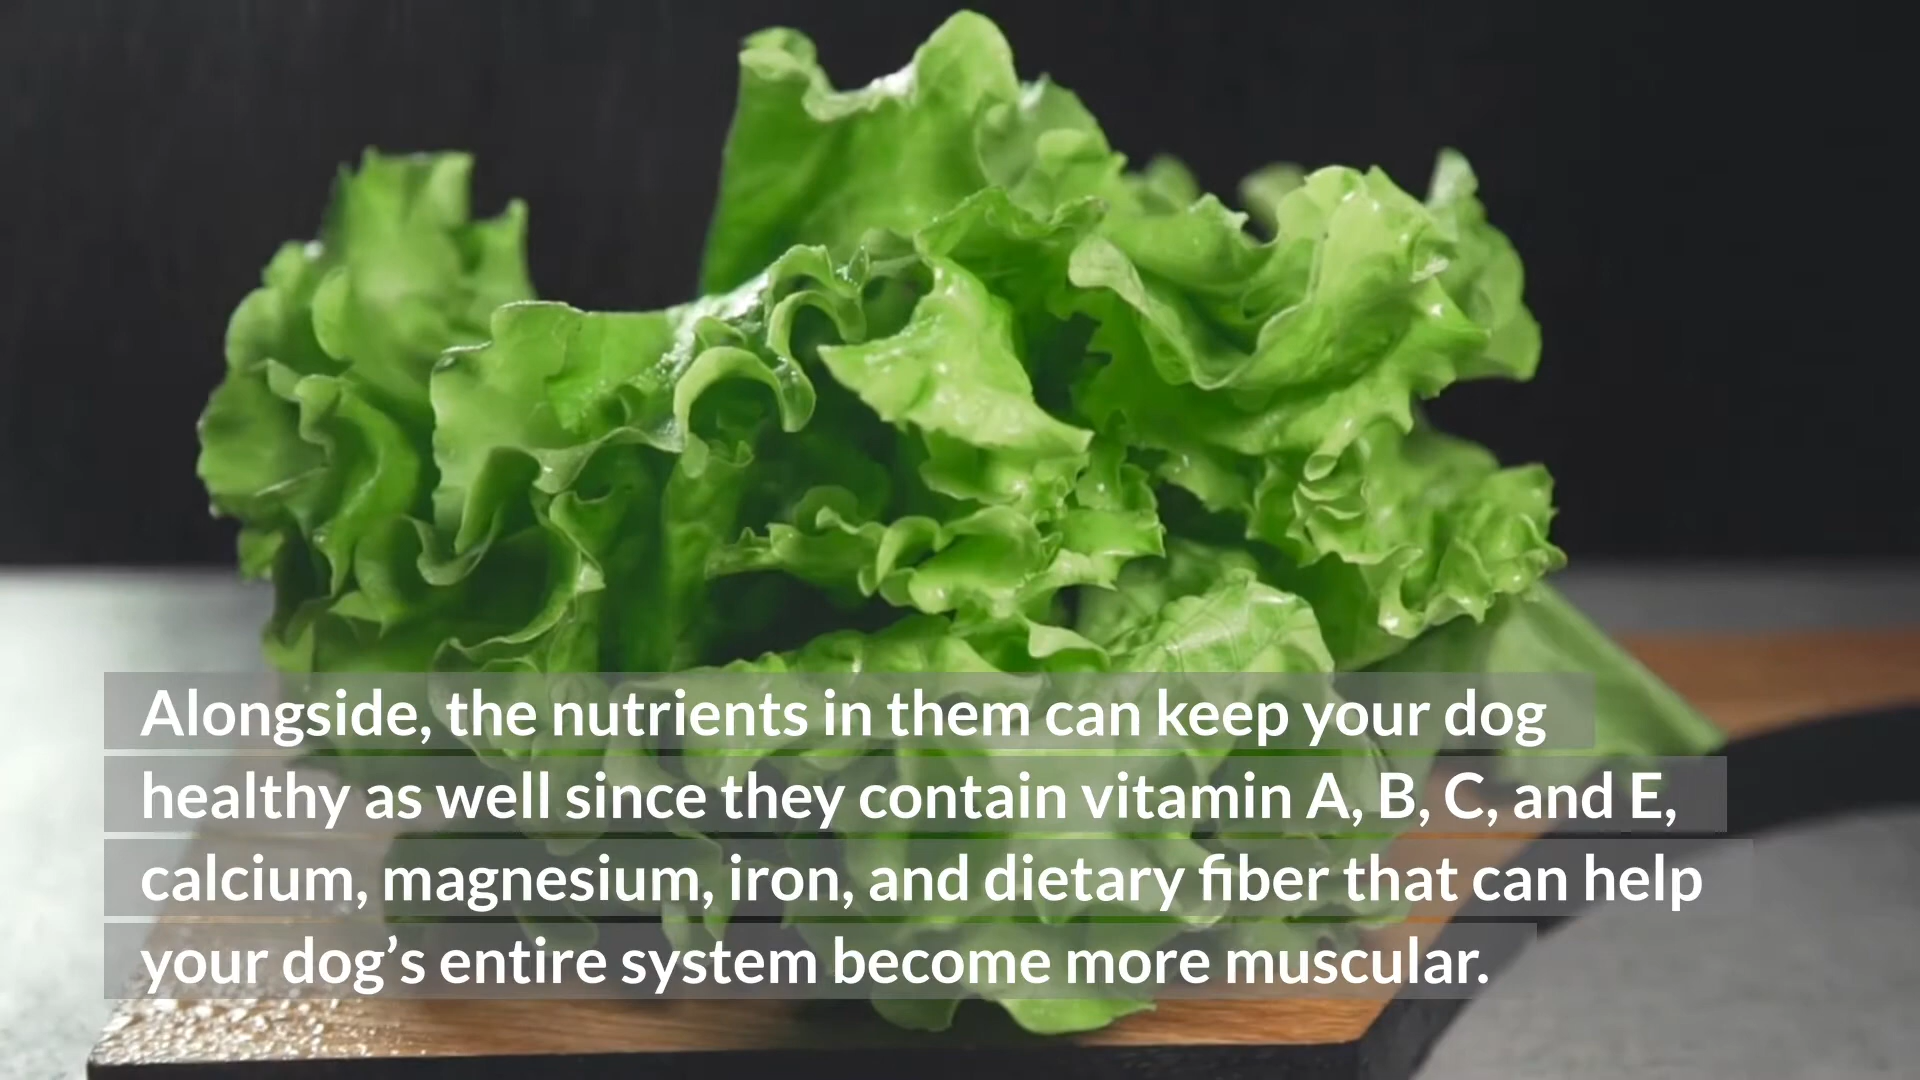 Alongside, the nutrients in them can keep your dog
healthy as well since they contain vitamin A, B, C, and E,
calcium, magnesium, iron, and dietary fiber that can help
your dog’s entire system become more muscular.